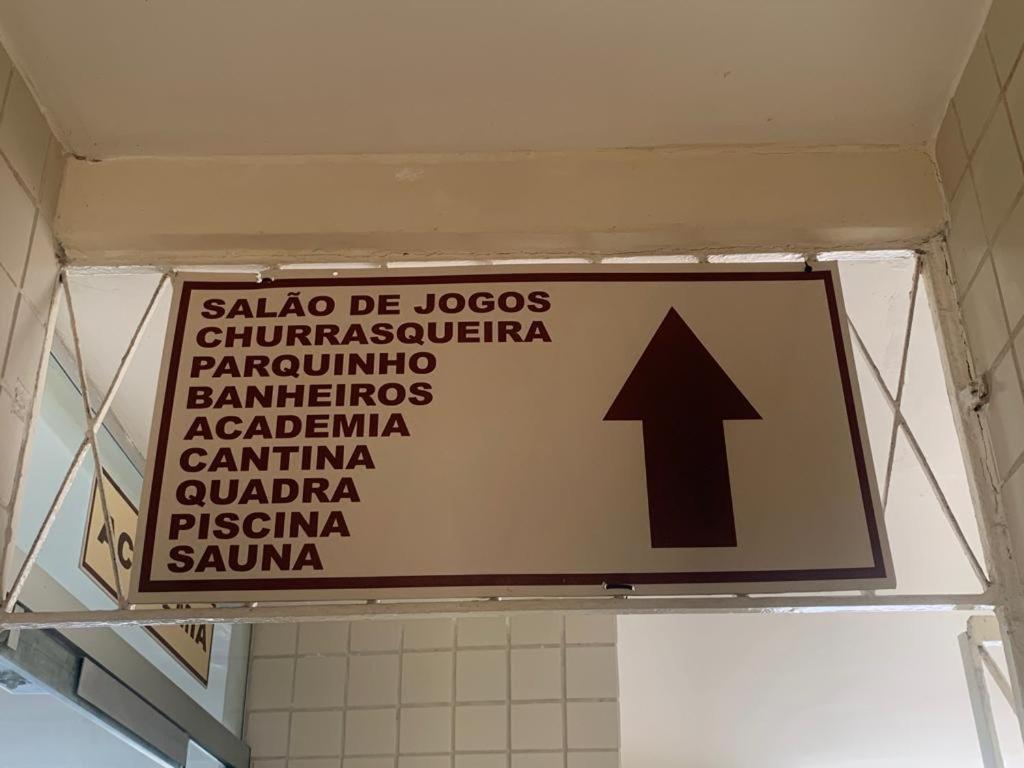 SALÃO DE JOGOS
CHURRASQUEIRA
PARQUINHO
BANHEIROS
ACADEMIA
CANTINA
QUADRA
PISCINA
SAUNA